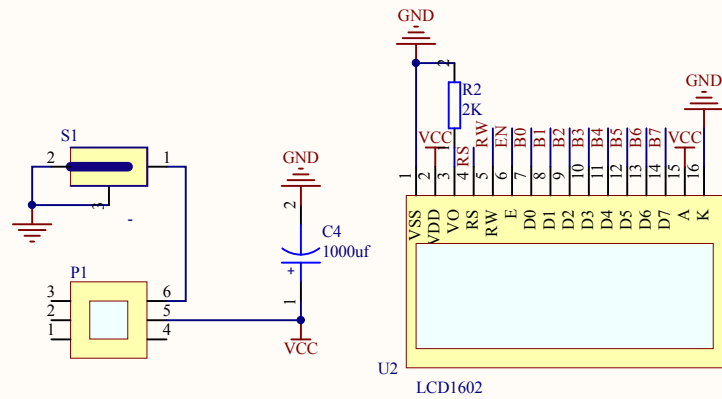 S1
2
1
3
-
P1
3
2
1
6
5
4
GND
2
C4
1000uf
+
1
VCC
GND
2
R2
2K
1
GND
VCC
RS
RW
EN
B0
B1
B2
B3
B4
B5
B6
B7
VCC
1
2
3
4
5
6
7
8
9
10
11
12
13
14
15
16
VSS
VDD
VO
RS
RW
E
D0
D1
D2
D3
D4
D5
D6
D7
A
K
U2
LCD1602